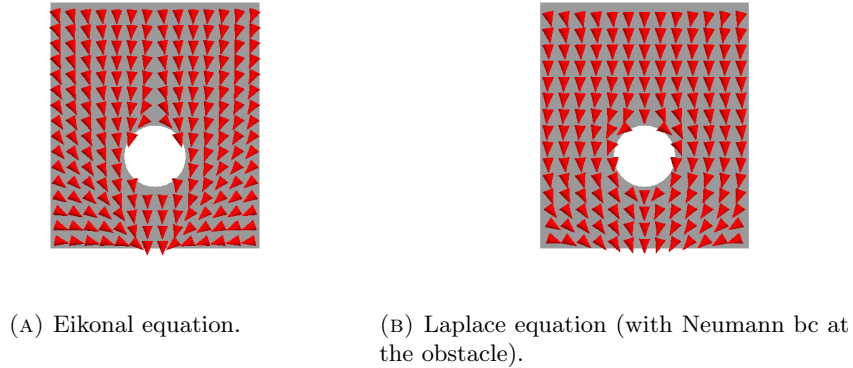 (A) Eikonal equation.
(B) Laplace equation (with Neumann bc at
the obstacle).